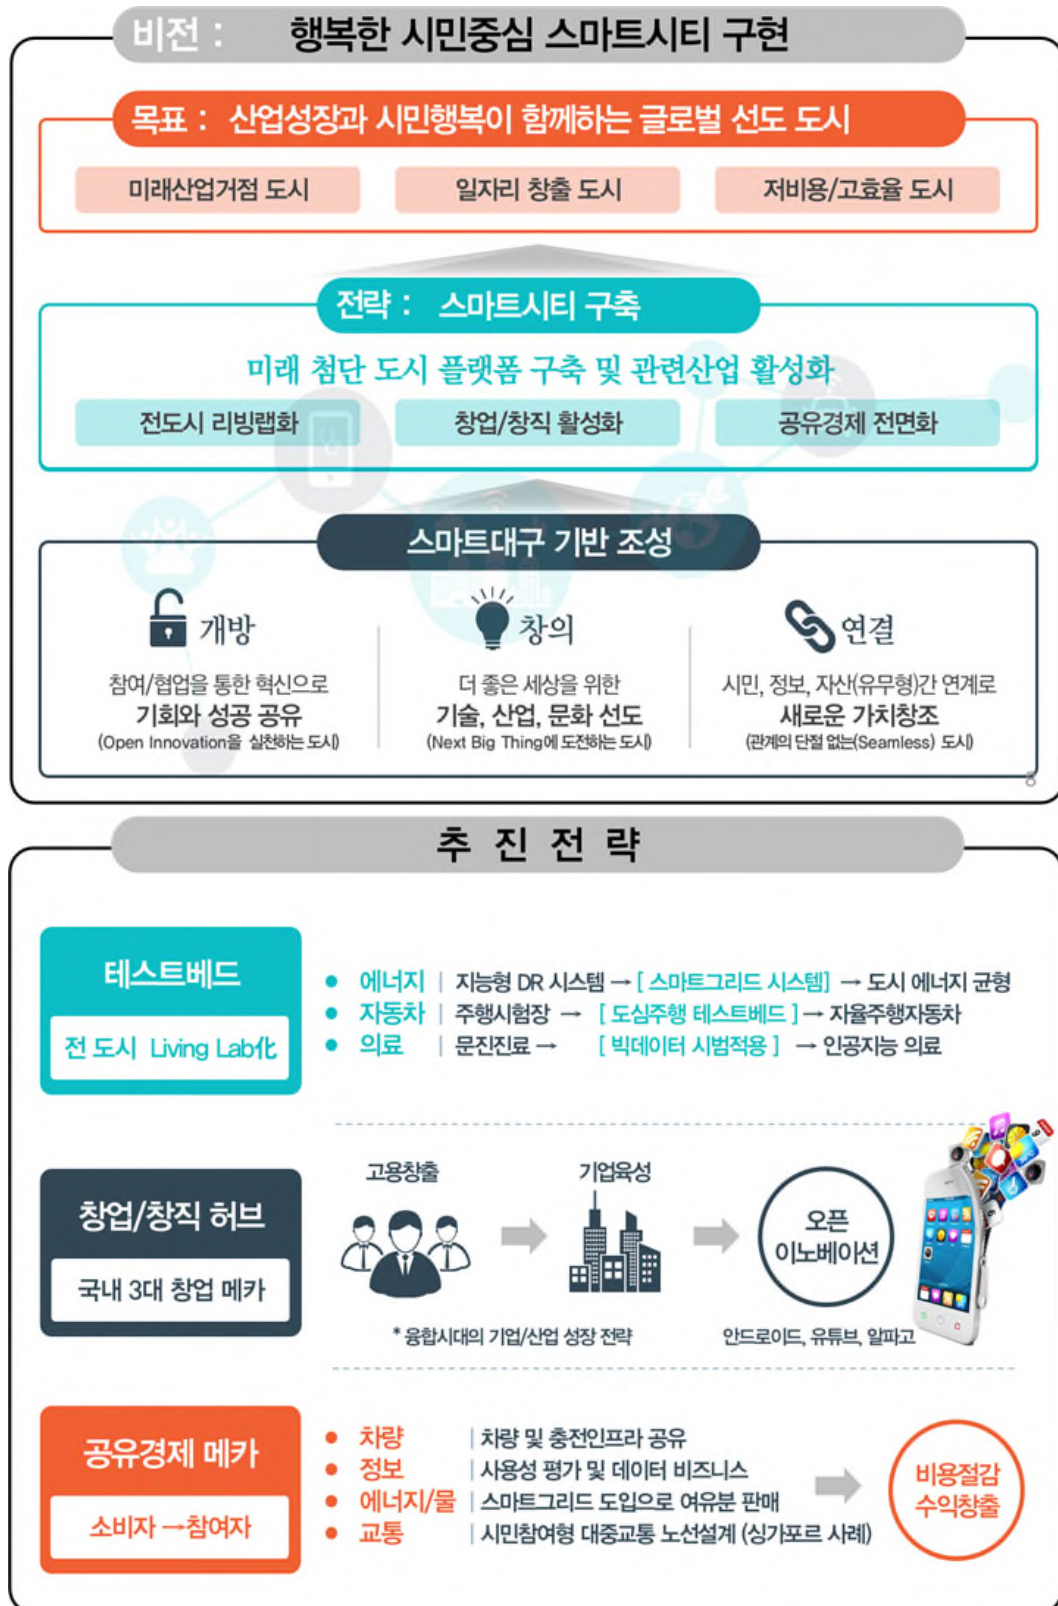 비전 : 행복한 시민중심 스마트시티 구현
목표 : 산업성장과 시민행복이 함께하는 글로벌 선도 도시
미래산업거점 도시
일자리 창출 도시
저비용/고효율 도시
전략 : 스마트시티 구축
미래 첨단 도시 플랫폼 구축 및 관련산업 활성화
전도시 리빙랩화
창업/창직 활성화
공유경제 전면화
스마트대구 기반 조성
개방
참여/협업을 통한 혁신으로
기회와 성공 공유
(Open Innovation을 실천하는 도시)
창의
더 좋은 세상을 위한
기술, 산업, 문화 선도
(Next Big Thing에 도전하는 도시)
연결
시민, 정보, 자산(유무형)간 연계로
새로운 가치창조
(관계의 단절 없는(Seamless) 도시)
8
추 진 전 략
테스트베드
전 도시 Living Lab化
• 에너지 | 지능형 DR 시스템 → [ 스마트그리드 시스템] → 도시 에너지 균형
• 자동차 | 주행시험장 → [ 도심주행 테스트베드 ] → 자율주행자동차
• 의료 | 문진진료 → [ 빅데이터 시범적용 ] → 인공지능 의료
창업/창직 허브
국내 3대 창업 메카
고용창출
기업육성
오픈
이노베이션
* 융합시대의 기업/산업 성장 전략
안드로이드, 유튜브, 알파고
공유경제 메카
소비자 →참여자
• 차량 | 차량 및 충전인프라 공유
• 정보 | 사용성 평가 및 데이터 비즈니스
• 에너지/물 | 스마트그리드 도입으로 여유분 판매
• 교통 | 시민참여형 대중교통 노선설계 (싱가포르 사례)
비용절감
수익창출